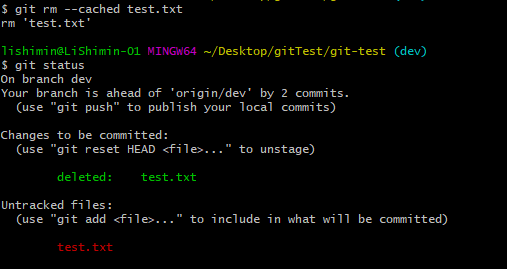 $ git rm --cached test.txt
rm 'test.txt'
lishimin@LiShimin-01 MINGW64 ~/Desktop/gitTest/git-test (dev)
$ git status
On branch dev
Your branch is ahead of 'origin/dev' by 2 commits.
(use "git push" to publish your local commits)
Changes to be committed:
(use "git reset HEAD <file>..." to unstage)
deleted:    test.txt
Untracked files:
(use "git add <file>..." to include in what will be committed)
test.txt